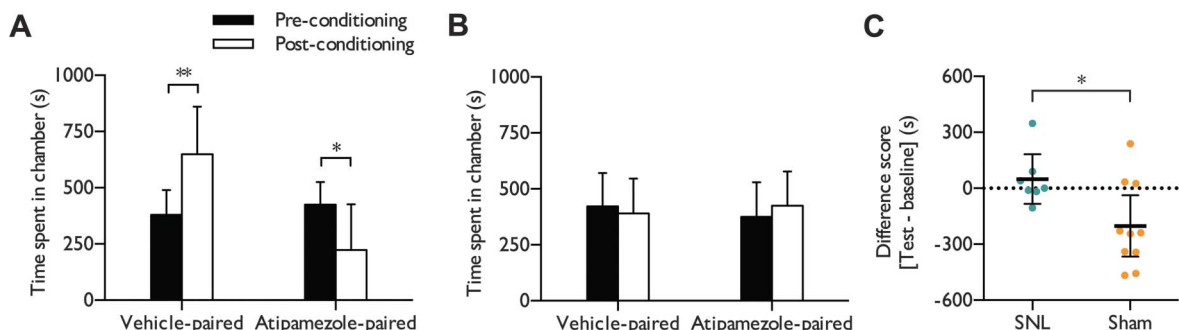 A
Pre-conditioning
Post-conditioning
Time spent in chamber (s)
1000
750
500
250
0
**
*
Vehicle-paired
Atipamezole-paired
B
Time spent in chamber (s)
1000
750
500
250
0
Vehicle-paired
Atipamezole-paired
C
Difference score
[Test - baseline] (s)
600
300
0
-300
-600
*
SNL
Sham